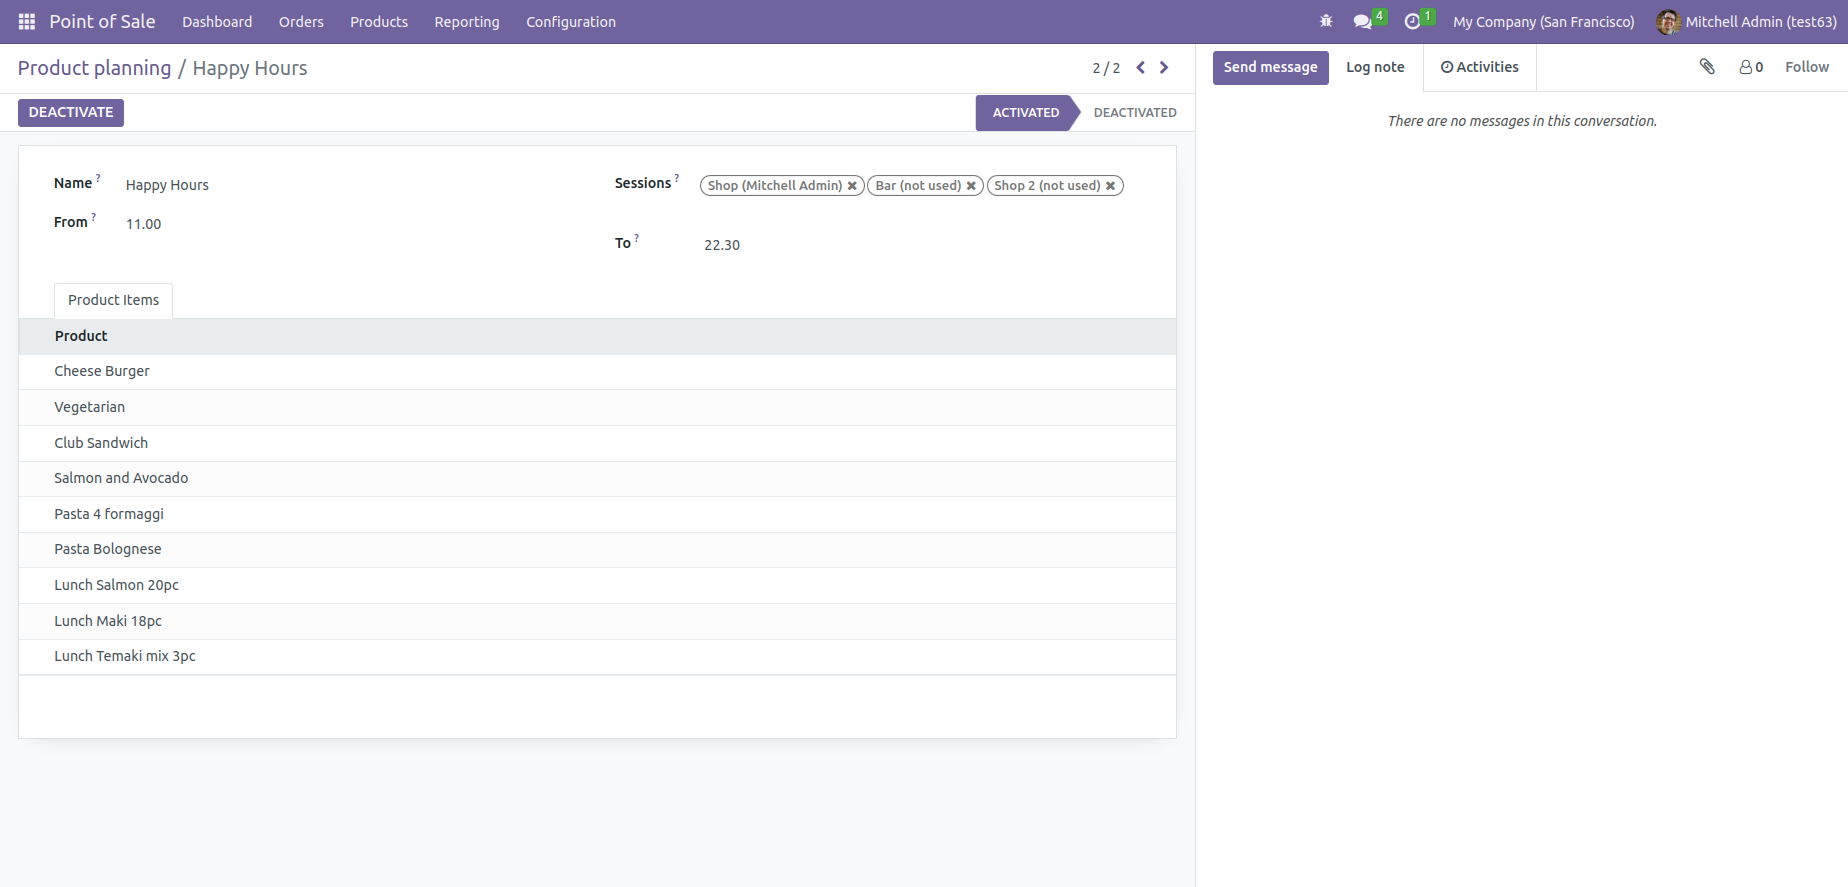 Point of Sale Dashboard Orders Products Reporting Configuration 4 1 My Company (San Francisco) Mitchell Admin (test63)
Product planning / Happy Hours 2 / 2
Send message Log note Activities 0 Follow
DEACTIVATE ACTIVATED DEACTIVATED
There are no messages in this conversation.
Name ? Happy Hours
Sessions ? Shop (Mitchell Admin) ✖ Bar (not used) ✖ Shop 2 (not used) ✖
From ? 11.00
To ? 22.30
Product Items
Product
Cheese Burger
Vegetarian
Club Sandwich
Salmon and Avocado
Pasta 4 formaggi
Pasta Bolognese
Lunch Salmon 20pc
Lunch Maki 18pc
Lunch Temaki mix 3pc